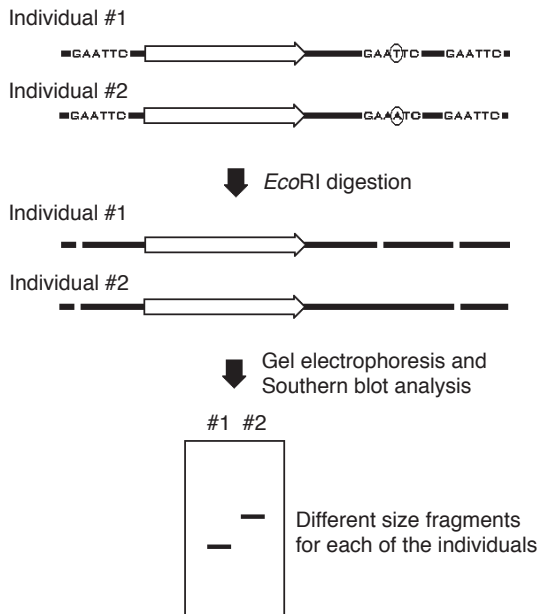 Individual #1
GAATTC GAATTC GAATTC
Individual #2
GAATTC GAAATC GAATTC
EcoRI digestion
Individual #1
Individual #2
Gel electrophoresis and
Southern blot analysis
#1 #2
Different size fragments
for each of the individuals